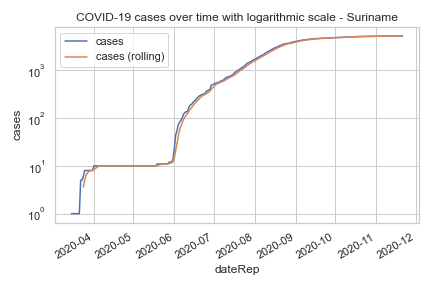 COVID-19 cases over time with logarithmic scale - Suriname
cases
cases (rolling)
10³
10²
10¹
10⁰
cases
2020-04
2020-05
2020-06
2020-07
2020-08
2020-09
2020-10
2020-11
2020-12
dateRep